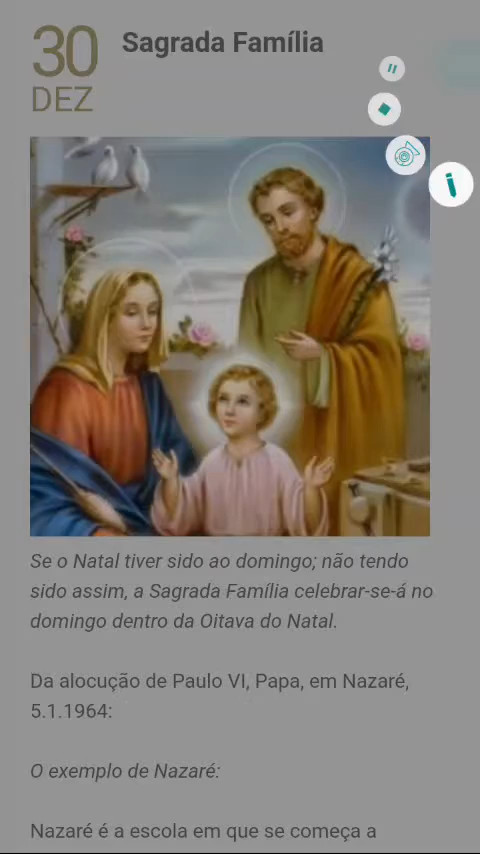 30
DEZ
Sagrada Família
Se o Natal tiver sido ao domingo; não tendo
sido assim, a Sagrada Família celebrar-se-á no
domingo dentro da Oitava do Natal.
Da alocução de Paulo VI, Papa, em Nazaré,
5.1.1964:
O exemplo de Nazaré:
Nazaré é a escola em que se começa a